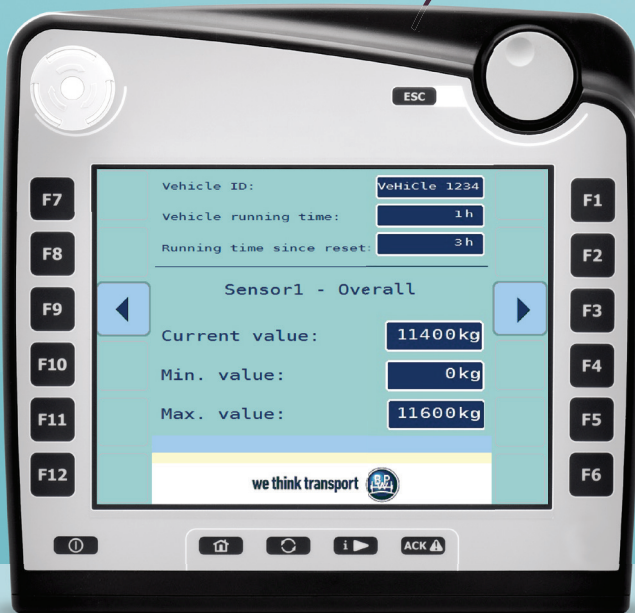 ESC
F7
F8
F9
F10
F11
F12
Vehicle ID: VeHiCle 1234
Vehicle running time: 1h
Running time since reset: 3h
Sensor1 - Overall
Current value: 11400kg
Min. value: 0kg
Max. value: 11600kg
we think transport BPW
F1
F2
F3
F4
F5
F6
i
ACK